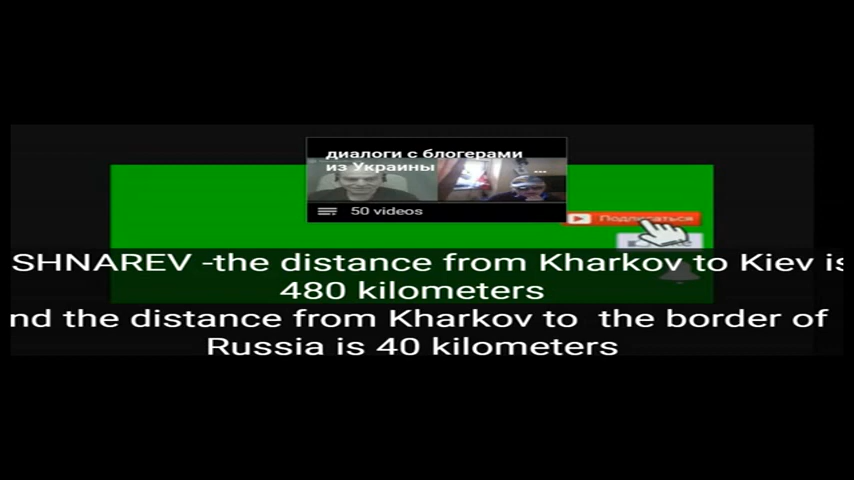 диалоги с блогерами
из Украины
...
50 videos
Подписаться
SHNAREV -the distance from Kharkov to Kiev is
480 kilometers
nd the distance from Kharkov to the border of
Russia is 40 kilometers